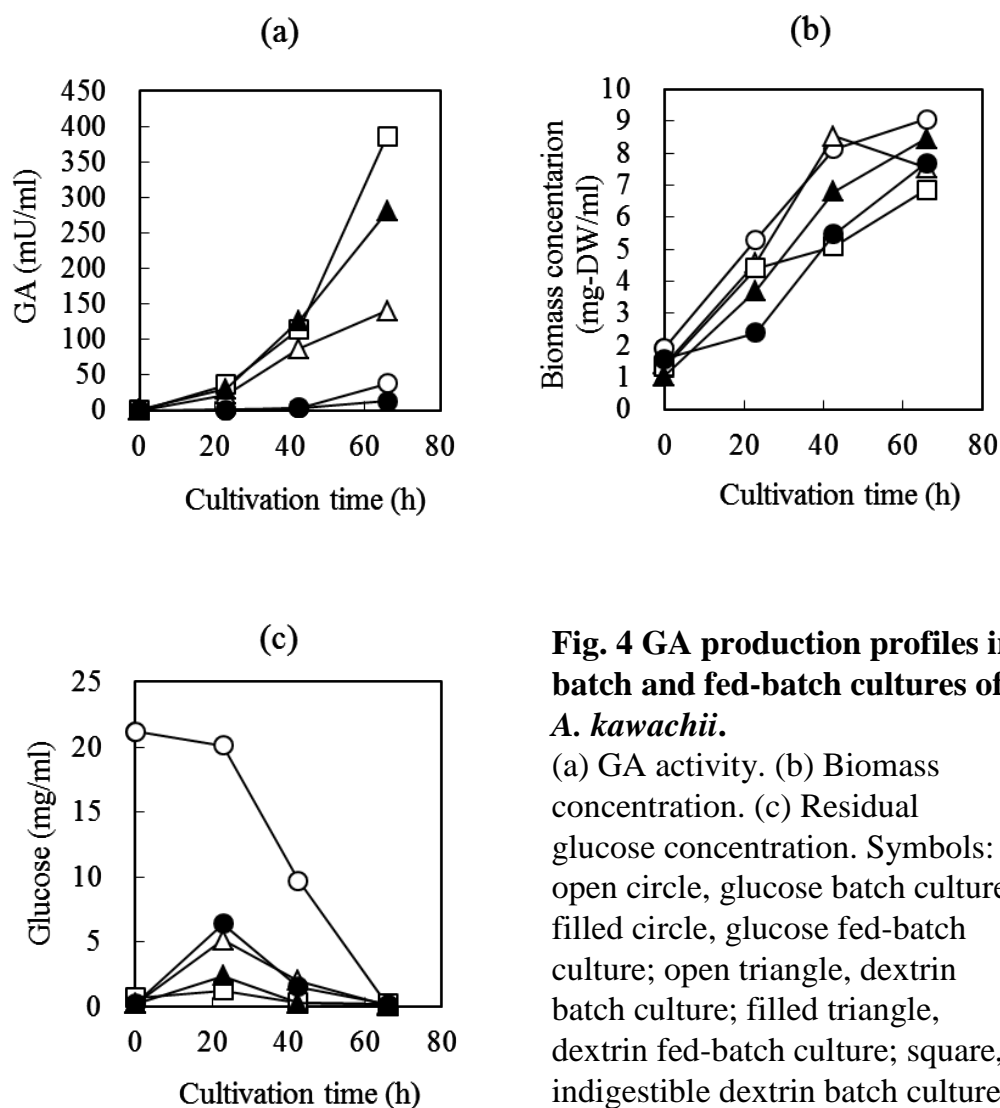 (a)
450
400
350
300
250
200
150
100
50
0
GA (mU/ml)
0 20 40 60 80
Cultivation time (h)
(b)
10
9
8
7
6
5
4
3
2
1
0
Biomass concentarion
(mg-DW/ml)
0 20 40 60 80
Cultivation time (h)
(c)
25
20
15
10
5
0
Glucose (mg/ml)
0 20 40 60 80
Cultivation time (h)
Fig. 4 GA production profiles in
batch and fed-batch cultures of
A. kawachii.
(a) GA activity. (b) Biomass
concentration. (c) Residual
glucose concentration. Symbols:
open circle, glucose batch culture
filled circle, glucose fed-batch
culture; open triangle, dextrin
batch culture; filled triangle,
dextrin fed-batch culture; square,
indigestible dextrin batch culture